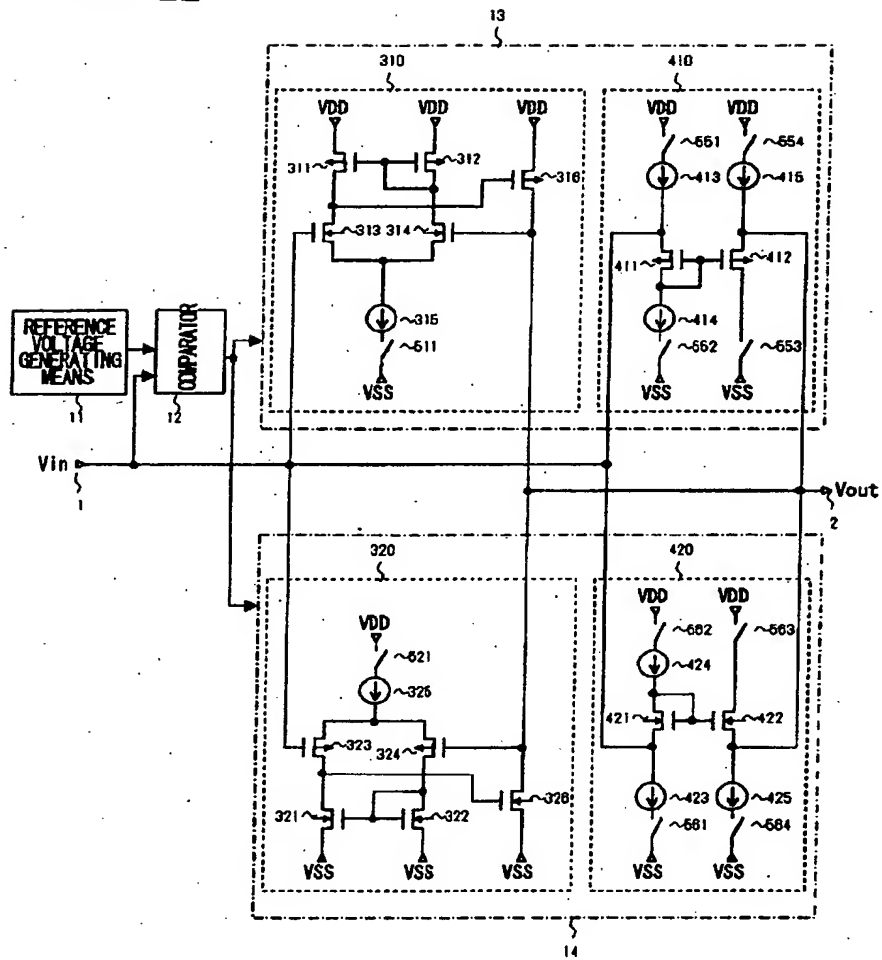 13
310
410
VDD
VDD
VDD
VDD
VDD
551
554
311
312
316
413
415
313
314
411
412
315
414
511
552
553
VSS
VSS
VSS
REFERENCE
VOLTAGE
GENERATING
MEANS
COMPARATOR
11
12
Vin
1
Vout
2
320
420
VDD
VDD
VDD
521
562
563
325
424
323
324
421
422
321
322
326
423
425
561
564
VSS
VSS
VSS
VSS
VSS
14